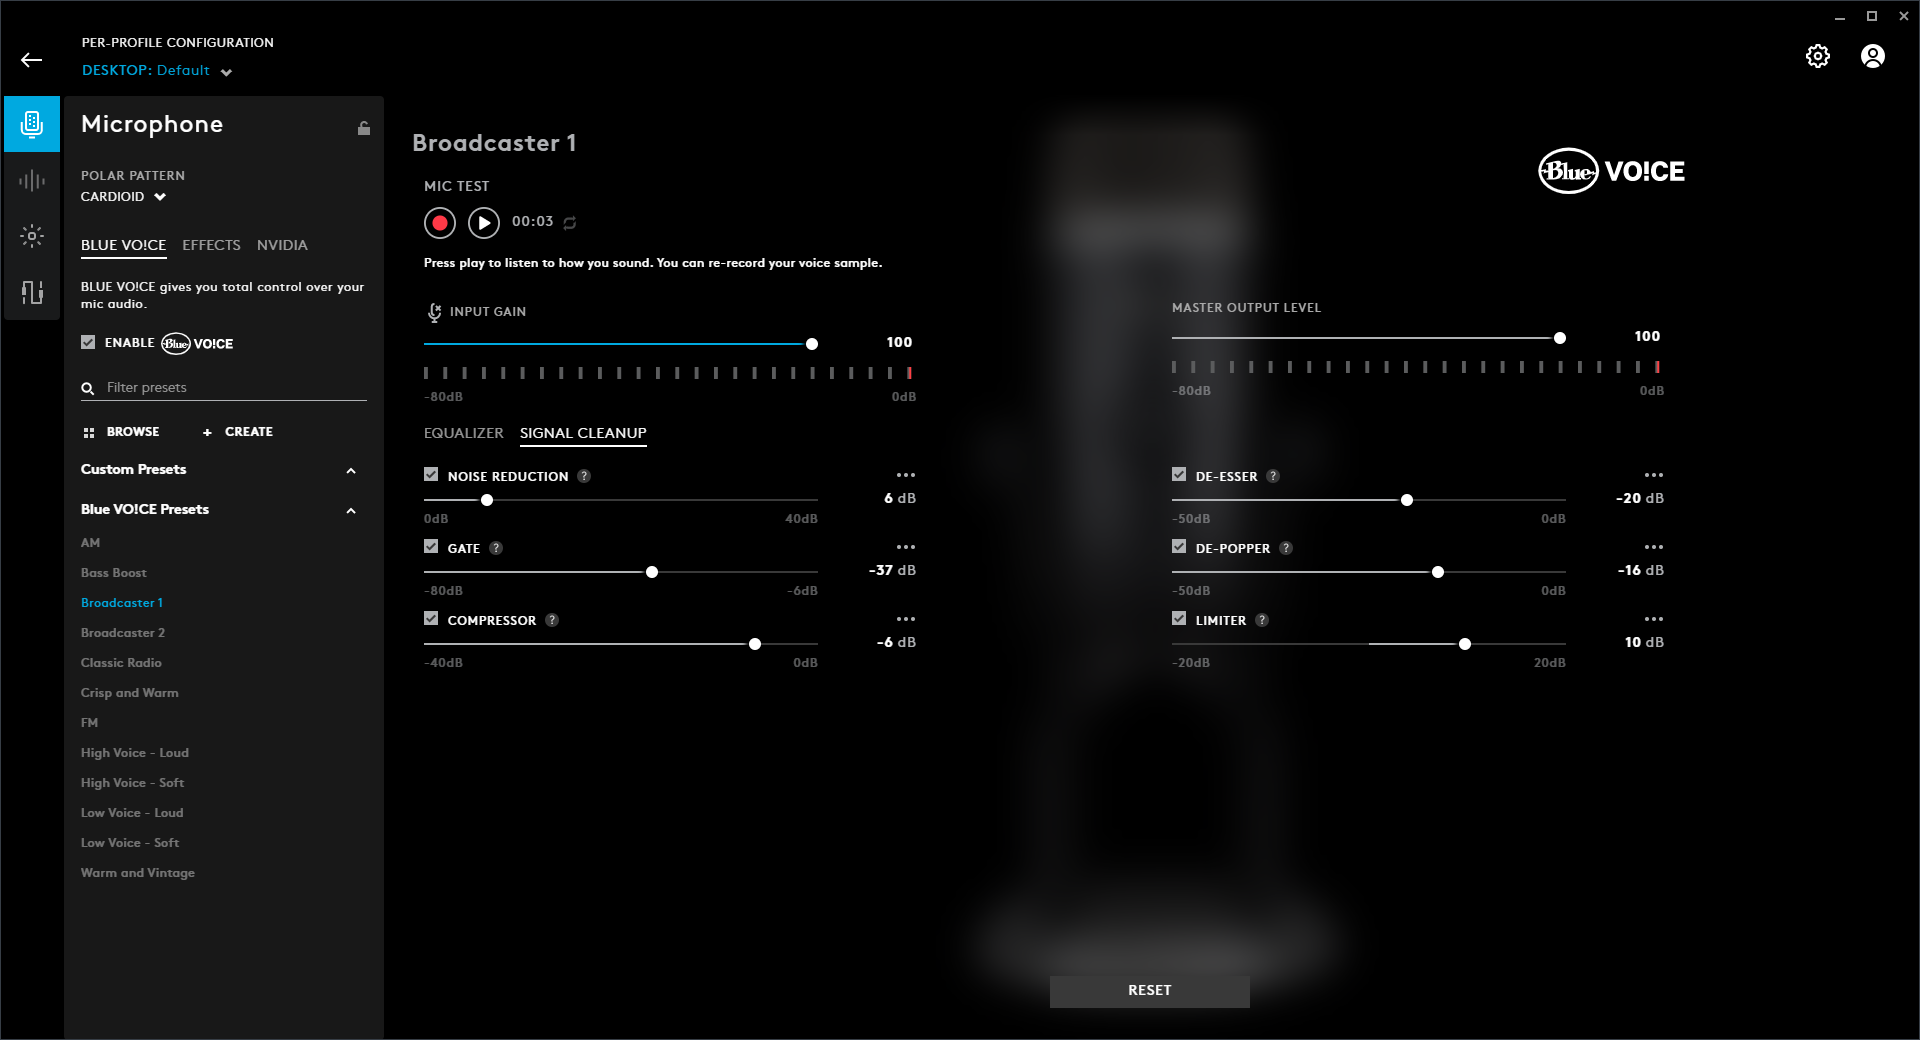 PER-PROFILE CONFIGURATION
DESKTOP: Default
Microphone
POLAR PATTERN
CARDIOID
BLUE VO!CE EFFECTS NVIDIA
BLUE VO!CE gives you total control over your
mic audio.
ENABLE Blue VO!CE
Filter presets
BROWSE + CREATE
Custom Presets
Blue VO!CE Presets
AM
Bass Boost
Broadcaster 1
Broadcaster 2
Classic Radio
Crisp and Warm
FM
High Voice - Loud
High Voice - Soft
Low Voice - Loud
Low Voice - Soft
Warm and Vintage
Broadcaster 1
Blue VO!CE
MIC TEST
00:03
Press play to listen to how you sound. You can re-record your voice sample.
INPUT GAIN
100
-80dB 0dB
MASTER OUTPUT LEVEL
100
-80dB 0dB
EQUALIZER SIGNAL CLEANUP
NOISE REDUCTION ?
6 dB
0dB 40dB
GATE ?
-37 dB
-80dB -6dB
COMPRESSOR ?
-6 dB
-40dB 0dB
DE-ESSER ?
-20 dB
-50dB 0dB
DE-POPPER ?
-16 dB
-50dB 0dB
LIMITER ?
10 dB
-20dB 20dB
RESET